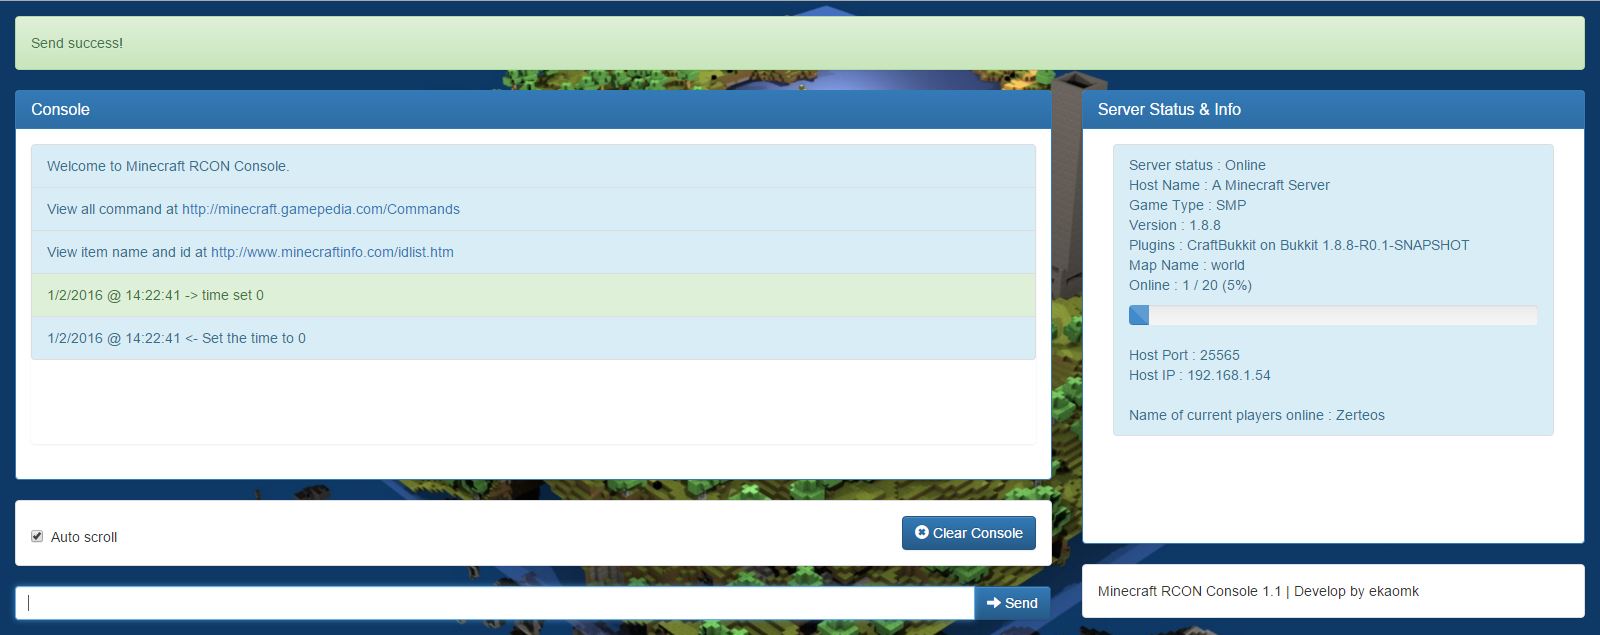 Send success!
Console
Welcome to Minecraft RCON Console.
View all command at http://minecraft.gamepedia.com/Commands
View item name and id at http://www.minecraftinfo.com/idlist.htm
1/2/2016 @ 14:22:41 -> time set 0
1/2/2016 @ 14:22:41 <- Set the time to 0
Auto scroll
Clear Console
Send
Server Status & Info
Server status : Online
Host Name : A Minecraft Server
Game Type : SMP
Version : 1.8.8
Plugins : CraftBukkit on Bukkit 1.8.8-R0.1-SNAPSHOT
Map Name : world
Online : 1 / 20 (5%)
Host Port : 25565
Host IP : 192.168.1.54
Name of current players online : Zerteos
Minecraft RCON Console 1.1 | Develop by ekaomk